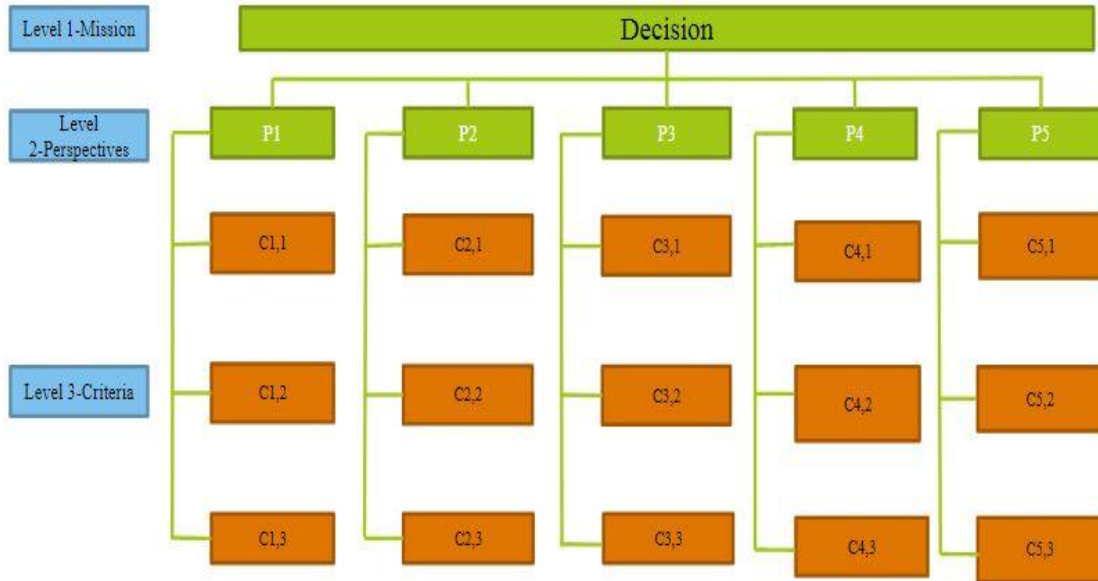 Level 1-Mission
Decision
Level
2-Perspectives
P1
P2
P3
P4
P5
C1,1
C2,1
C3,1
C4,1
C5,1
Level 3-Criteria
C1,2
C2,2
C3,2
C4,2
C5,2
C1,3
C2,3
C3,3
C4,3
C5,3